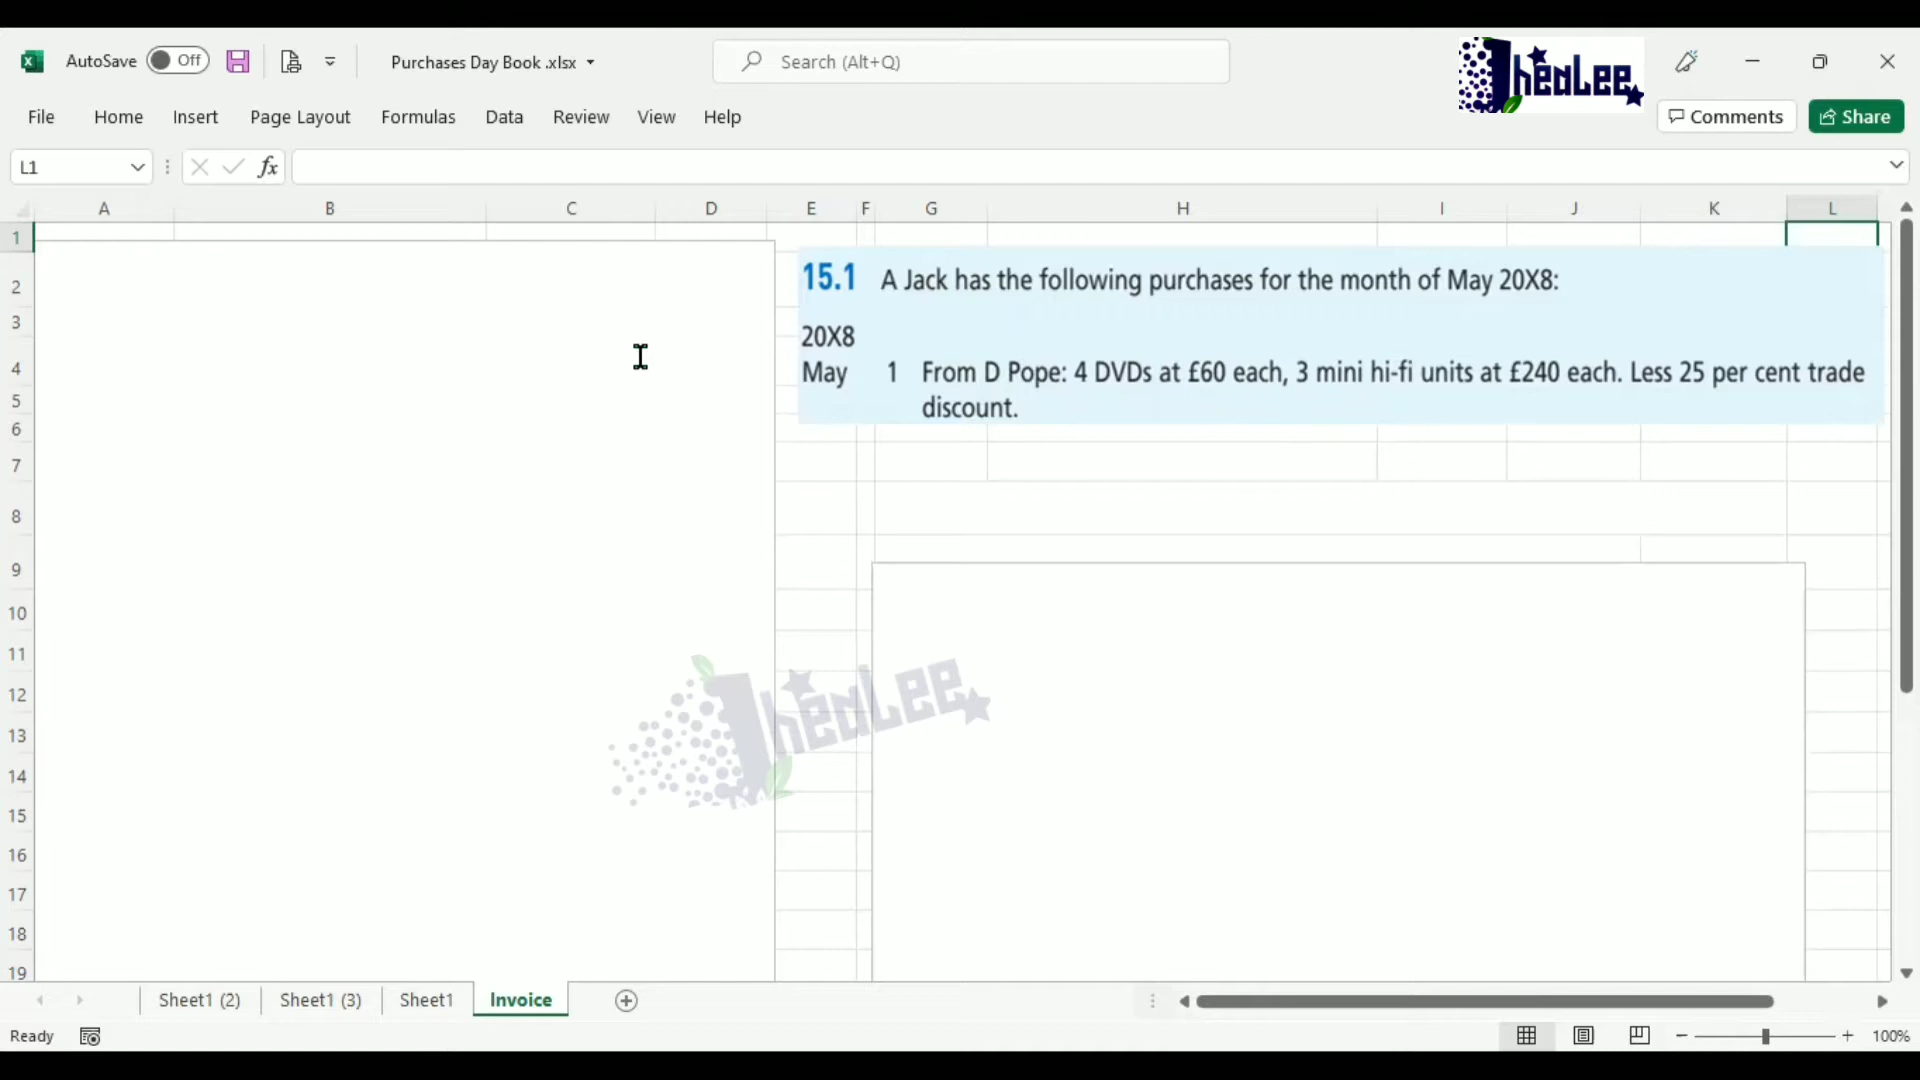 AutoSave Off Purchases Day Book .xlsx Search (Alt+Q) ThedLee
File Home Insert Page Layout Formulas Data Review View Help Comments Share
L1 fx
A B C D E F G H I J K L
1
2 15.1 A Jack has the following purchases for the month of May 20X8:
3 20X8
4 May 1 From D Pope: 4 DVDs at £60 each, 3 mini hi-fi units at £240 each. Less 25 per cent trade
5 discount.
6
7
8
9
10
11
12
13 ThedLee
14
15
16
17
18
19
Sheet1 (2) Sheet1 (3) Sheet1 Invoice
Ready 100%